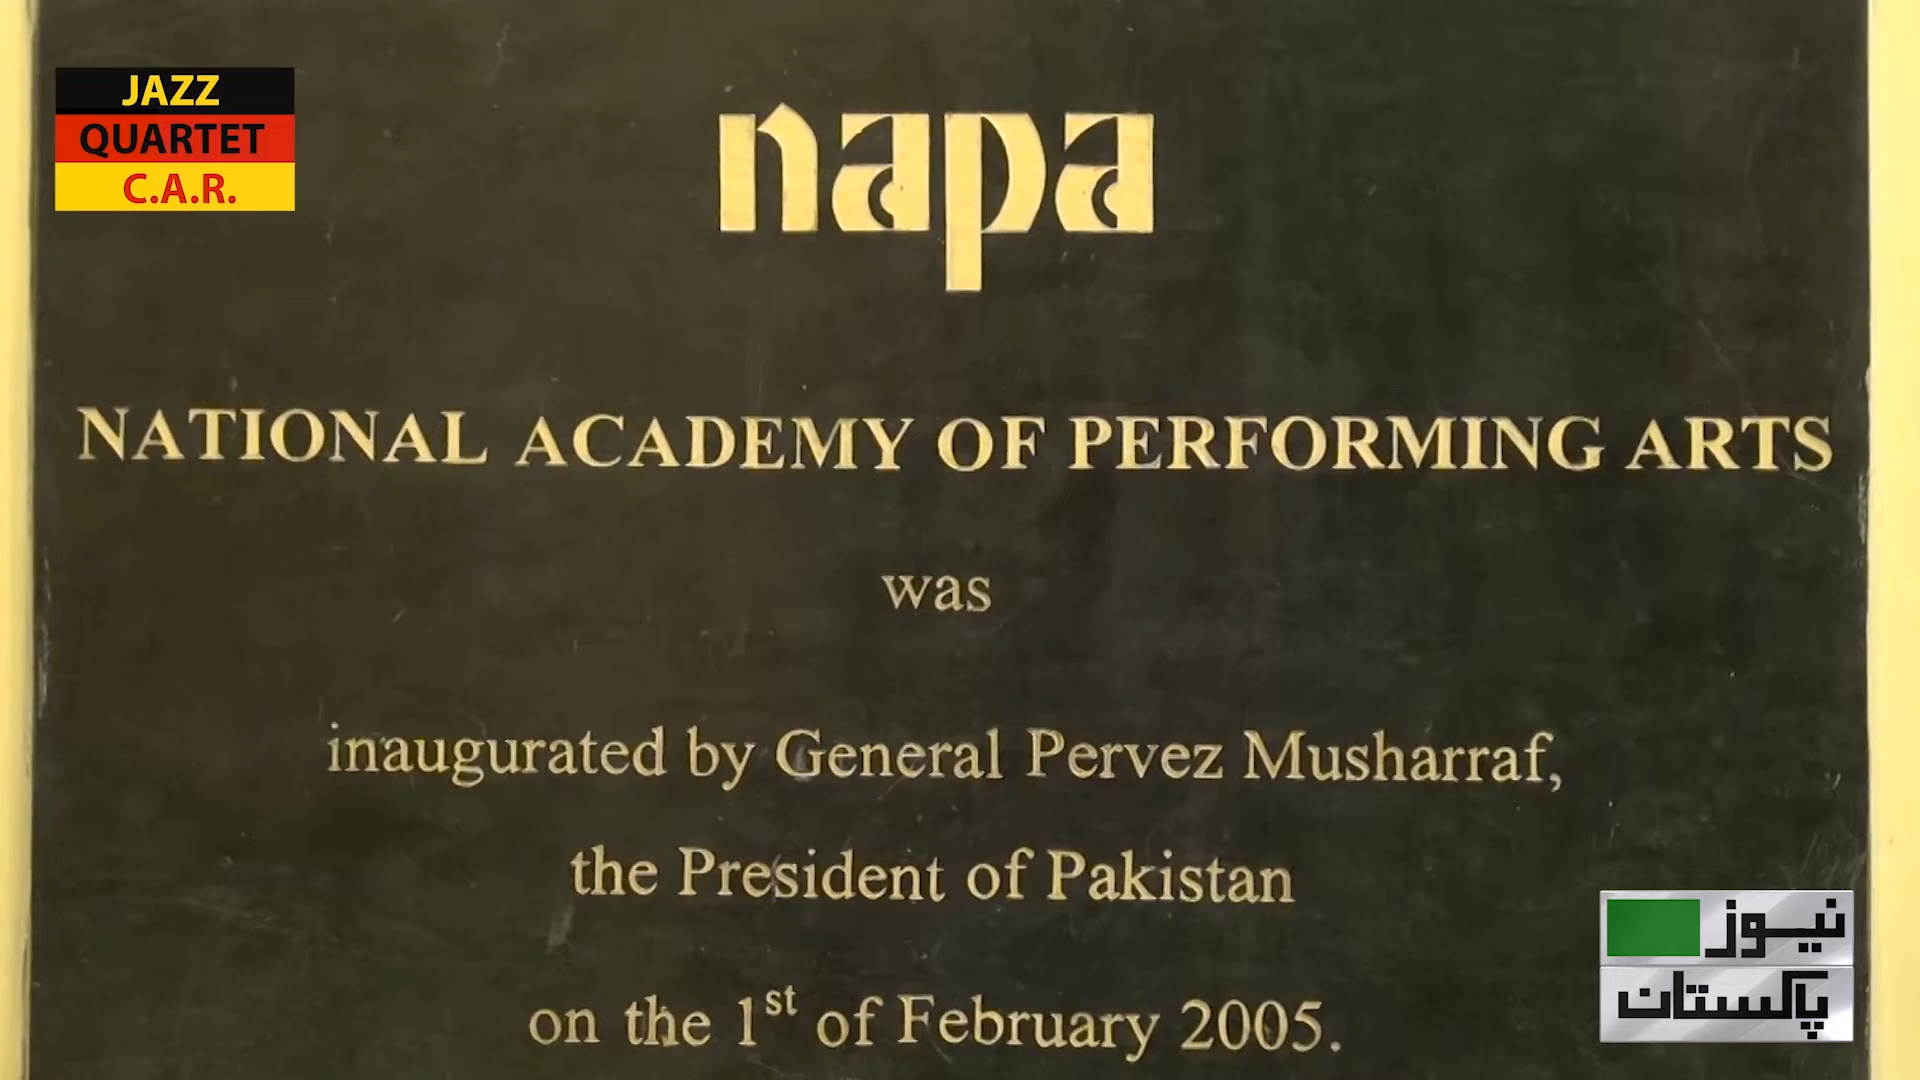 JAZZ
QUARTET
C.A.R.
napa
NATIONAL ACADEMY OF PERFORMING ARTS
was
inaugurated by General Pervez Musharraf,
the President of Pakistan
on the 1st of February 2005.
نیوز
پاکستان